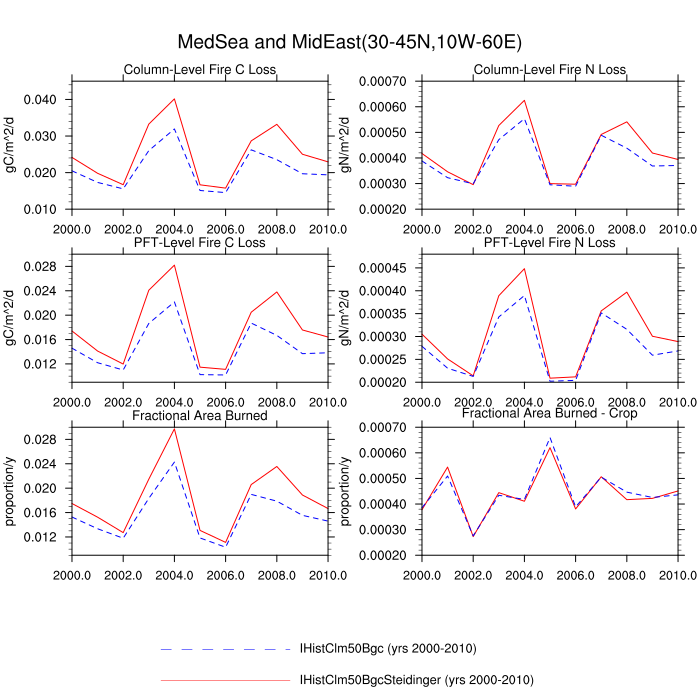 MedSea and MidEast(30-45N,10W-60E)
Column-Level Fire C Loss
gC/m^2/d
0.040
0.030
0.020
0.010
2000.0 2002.0 2004.0 2006.0 2008.0 2010.0
Column-Level Fire N Loss
gN/m^2/d
0.00070
0.00060
0.00050
0.00040
0.00030
0.00020
2000.0 2002.0 2004.0 2006.0 2008.0 2010.0
PFT-Level Fire C Loss
gC/m^2/d
0.028
0.024
0.020
0.016
0.012
2000.0 2002.0 2004.0 2006.0 2008.0 2010.0
PFT-Level Fire N Loss
gN/m^2/d
0.00045
0.00040
0.00035
0.00030
0.00025
0.00020
2000.0 2002.0 2004.0 2006.0 2008.0 2010.0
Fractional Area Burned
proportion/y
0.028
0.024
0.020
0.016
0.012
2000.0 2002.0 2004.0 2006.0 2008.0 2010.0
Fractional Area Burned - Crop
proportion/y
0.00070
0.00060
0.00050
0.00040
0.00030
0.00020
2000.0 2002.0 2004.0 2006.0 2008.0 2010.0
IHistClm50Bgc (yrs 2000-2010)
IHistClm50BgcSteidinger (yrs 2000-2010)